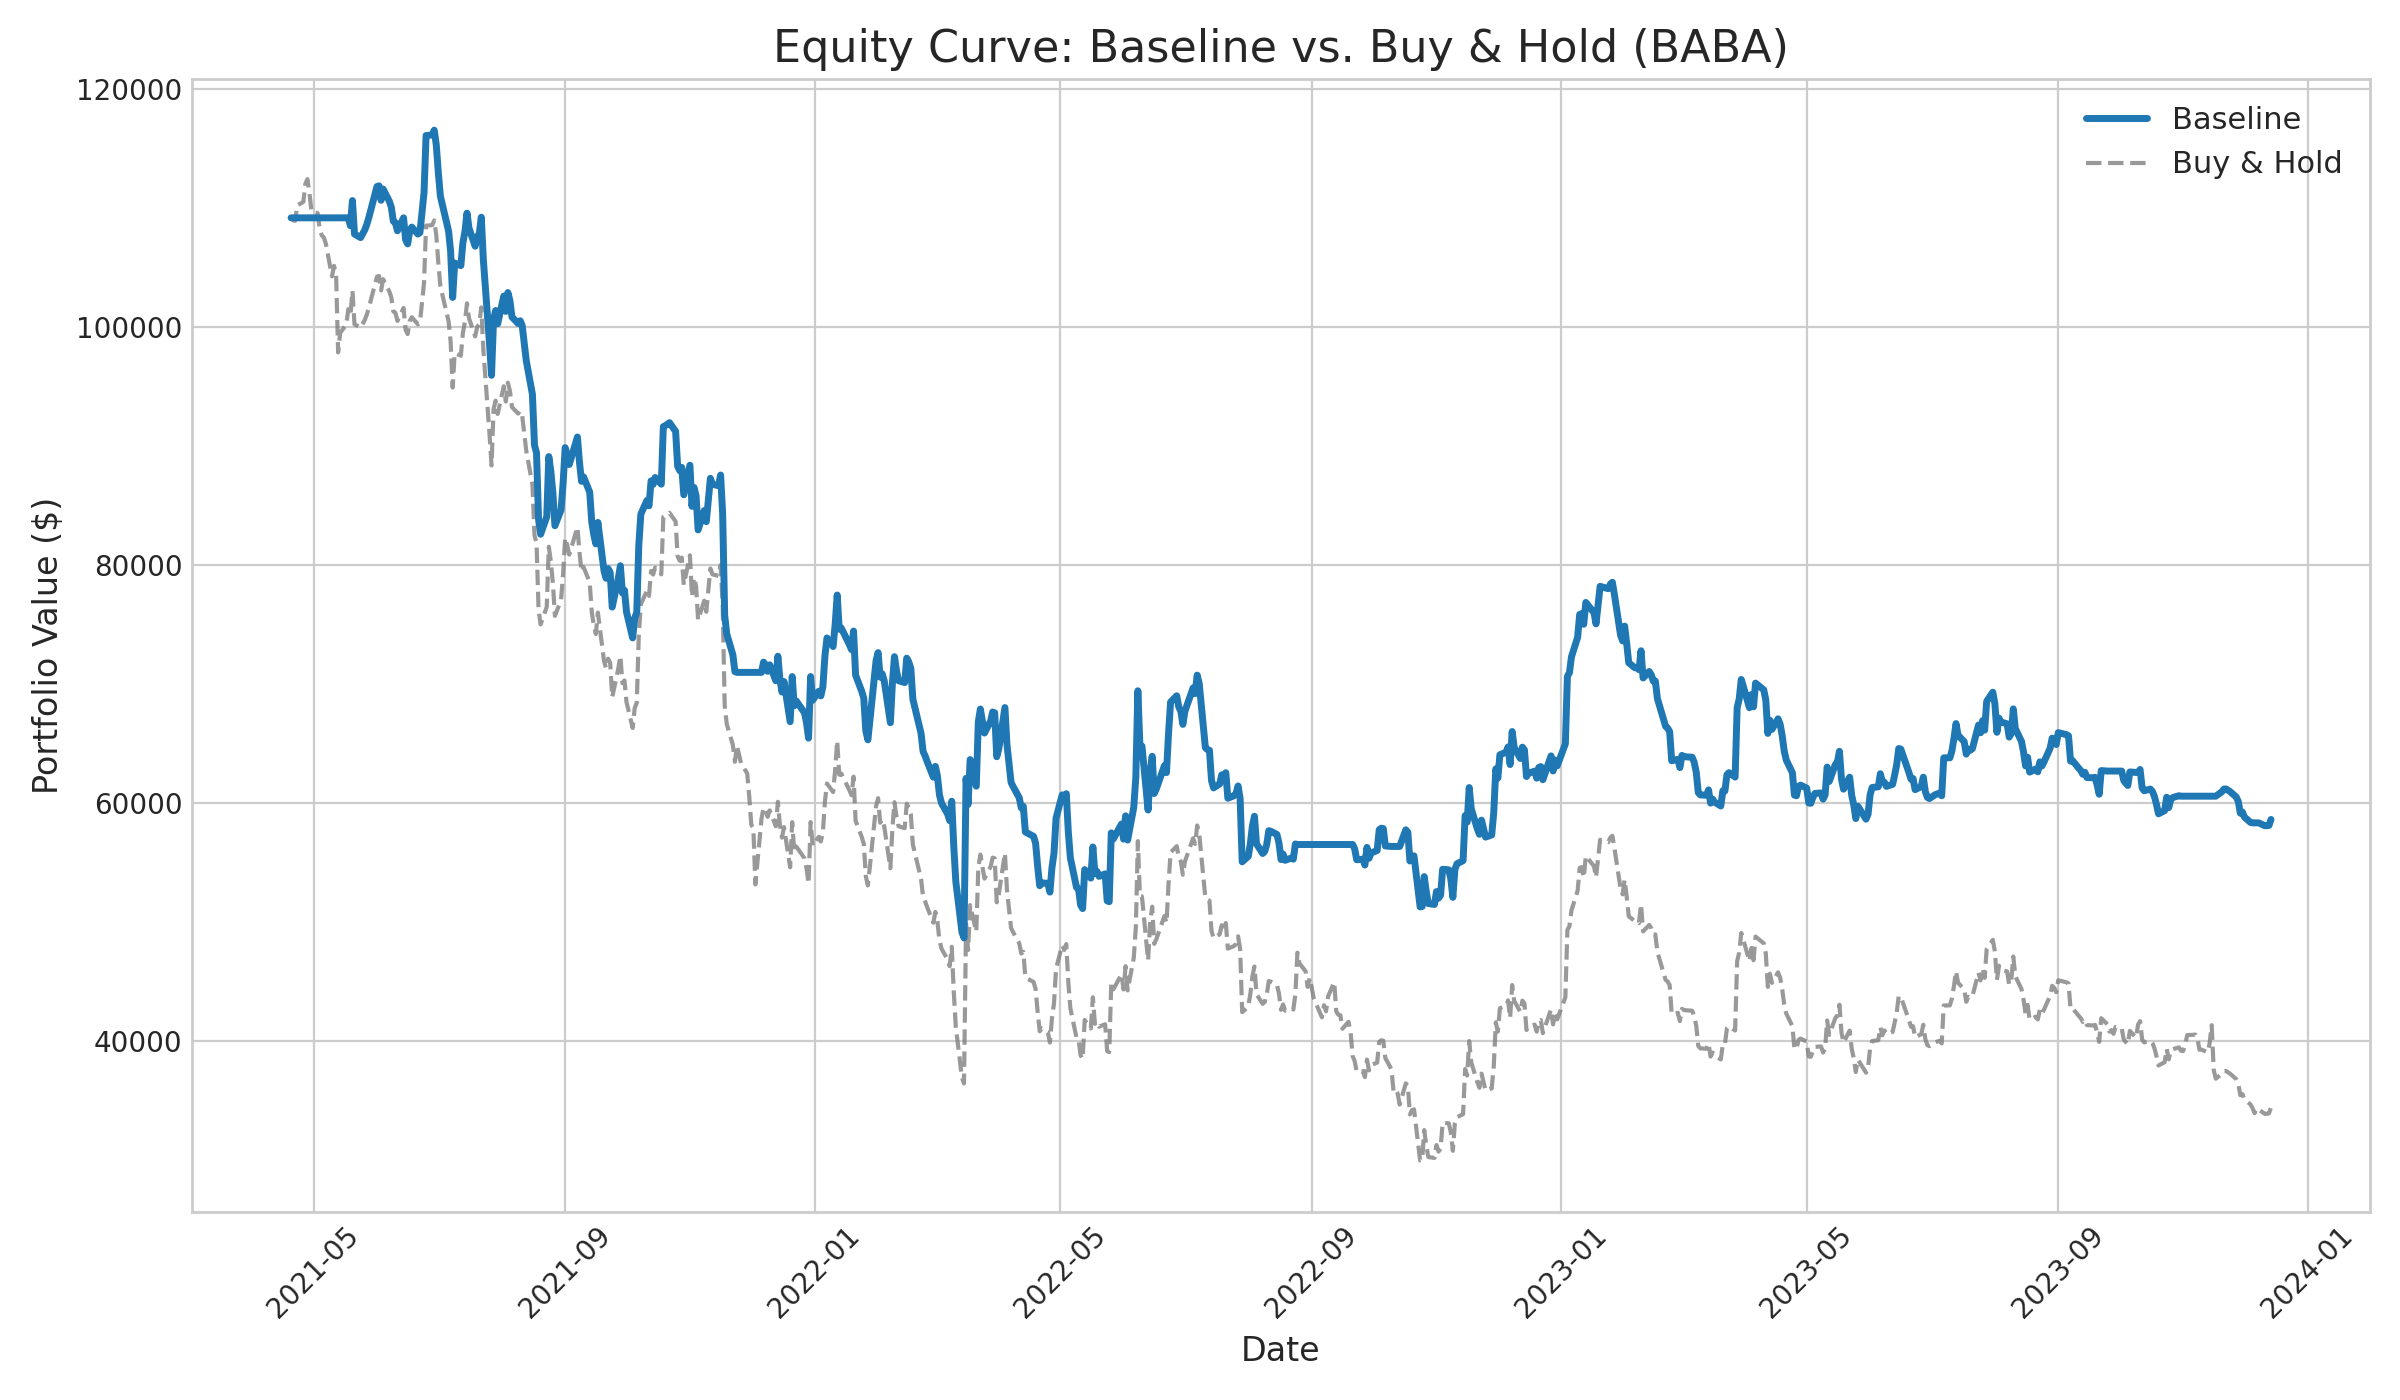 Equity Curve: Baseline vs. Buy & Hold (BABA)
Baseline
Buy & Hold
Portfolio Value ($)
120000
100000
80000
60000
40000
2021-05
2021-09
2022-01
2022-05
2022-09
2023-01
2023-05
2023-09
2024-01
Date